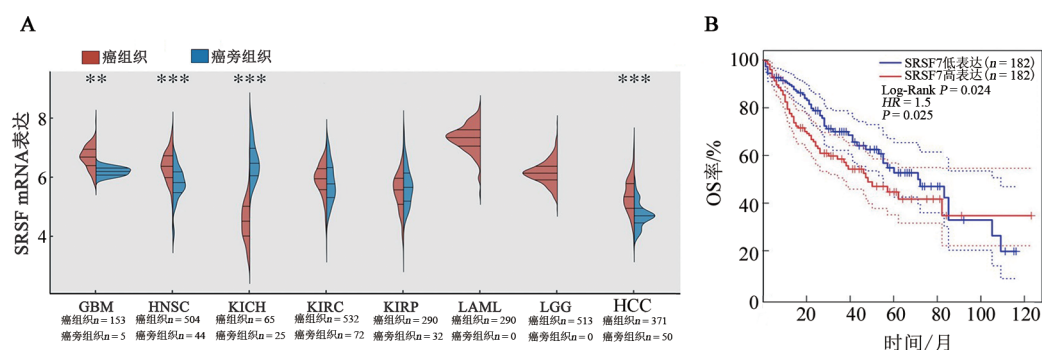 A
癌组织
癌旁组织
** *** *** ***
SRSF mRNA表达
8
6
4
GBM HNSC KICH KIRC KIRP LAML LGG HCC
癌组织n=153 癌组织n=504 癌组织n=65 癌组织n=532 癌组织n=290 癌组织n=290 癌组织n=513 癌组织n=371
癌旁组织n=5 癌旁组织n=44 癌旁组织n=25 癌旁组织n=72 癌旁组织n=32 癌旁组织n=0 癌旁组织n=0 癌旁组织n=50
B
SRSF7低表达(n=182)
SRSF7高表达(n=182)
Log-Rank P=0.024
HR=1.5
P=0.025
OS率/%
100
80
60
40
20
0
0 20 40 60 80 100 120
时间/月